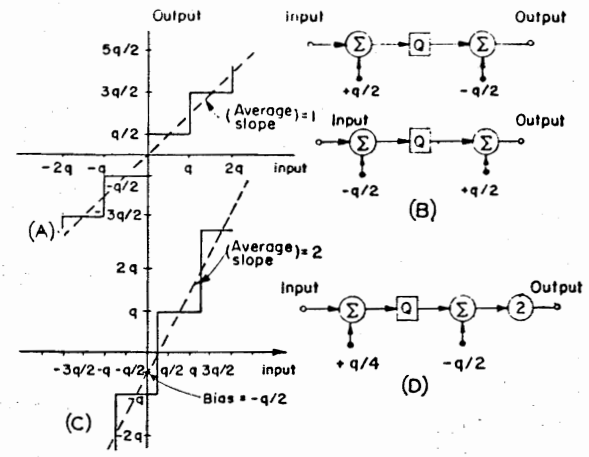 Output
5q/2
3q/2
q/2
(Average slope)=1
-2q -q q 2q input
-q/2
-3q/2
(A)
Input Output
Σ Q Σ
+q/2 -q/2
Input Output
Σ Q Σ
-q/2 +q/2
(B)
2q
q
(Average slope)=2
-3q/2 -q -q/2 q/2 q 3q/2 input
Bias = -q/2
-q
-2q
(C)
Input Output
Σ Q Σ 2
+q/4 -q/2
(D)